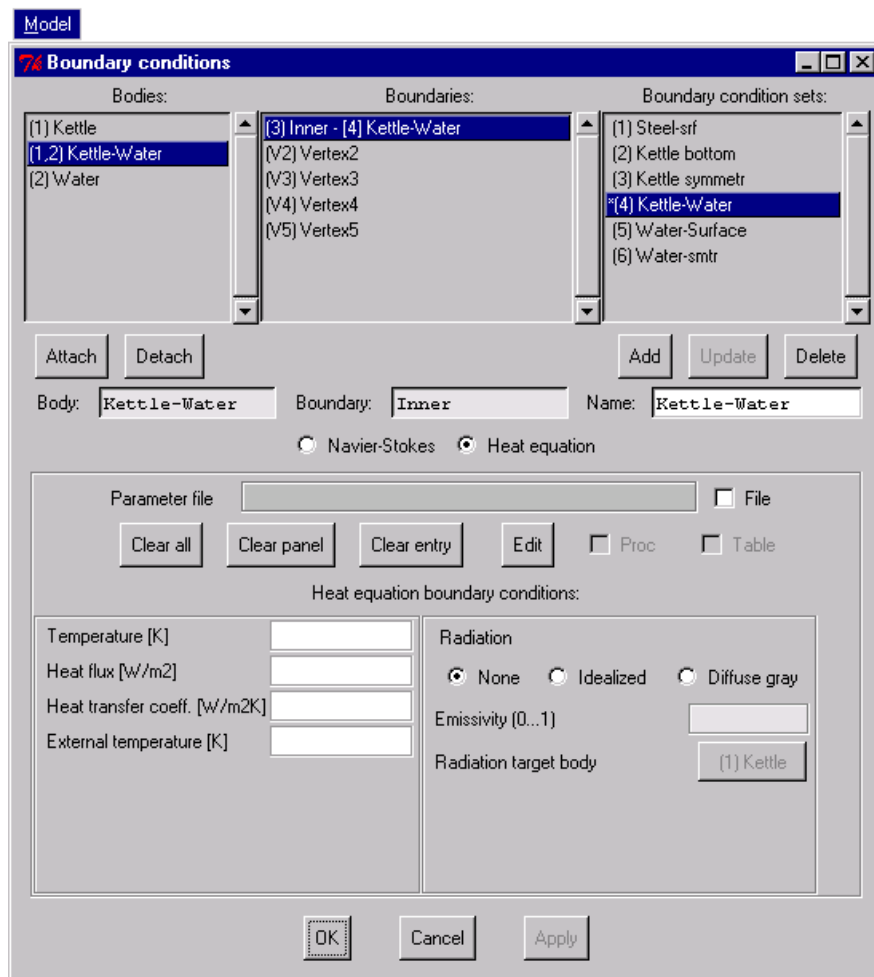 Model
Boundary conditions
Bodies: Boundaries: Boundary condition sets:
(1) Kettle (3) Inner - [4] Kettle-Water (1) Steel-srf
(1,2) Kettle-Water (V2) Vertex2 (2) Kettle bottom
(2) Water (V3) Vertex3 (3) Kettle symmetr
(V4) Vertex4 *(4) Kettle-Water
(V5) Vertex5 (5) Water-Surface
(6) Water-smtr
Attach Detach Add Update Delete
Body: Kettle-Water Boundary: Inner Name: Kettle-Water
Navier-Stokes Heat equation
Parameter file File
Clear all Clear panel Clear entry Edit Proc Table
Heat equation boundary conditions:
Temperature [K] Radiation
Heat flux [W/m2] None Idealized Diffuse gray
Heat transfer coeff. [W/m2K] Emissivity (0...1)
External temperature [K] Radiation target body (1) Kettle
OK Cancel Apply